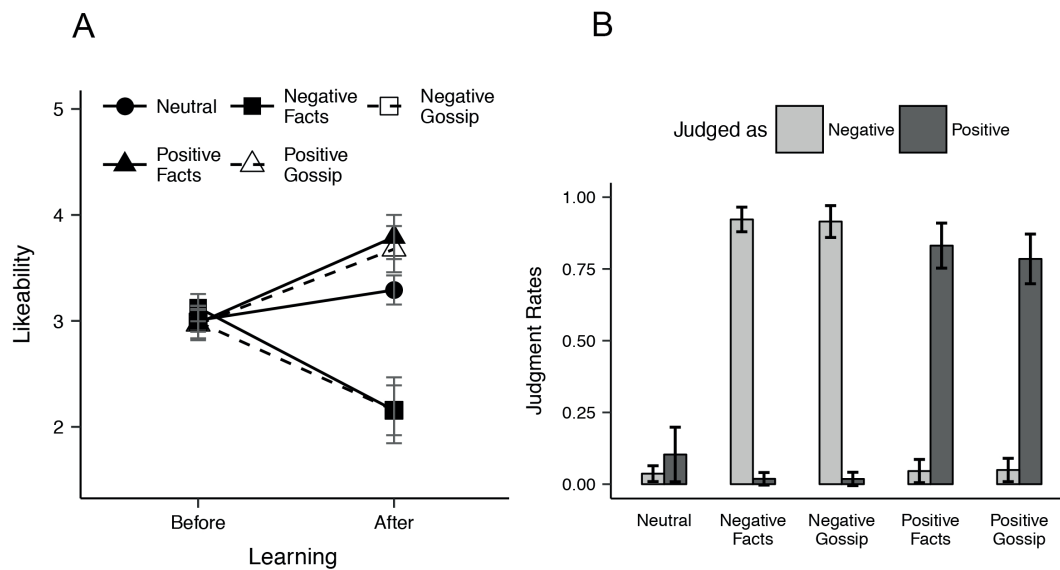 A
Neutral
Negative
Facts
Negative
Gossip
Positive
Facts
Positive
Gossip
5
4
3
2
Likeability
Before
After
Learning
B
Judged as
Negative
Positive
1.00
0.75
0.50
0.25
0.00
Judgment Rates
Neutral
Negative
Facts
Negative
Gossip
Positive
Facts
Positive
Gossip